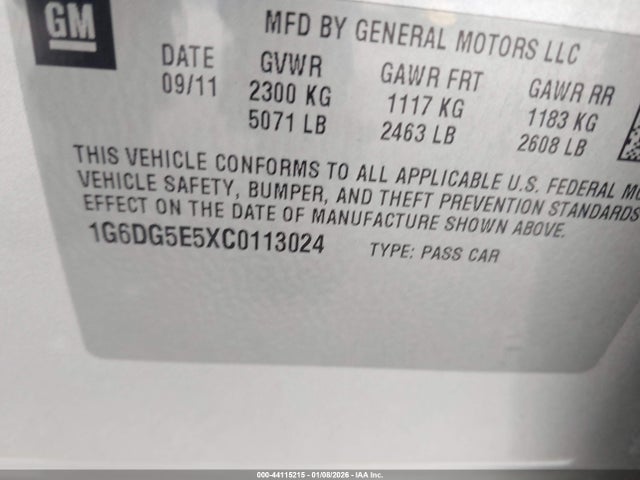 GM
MFD BY GENERAL MOTORS LLC
DATE GVWR GAWR FRT GAWR RR
09/11 2300 KG 1117 KG 1183 KG
5071 LB 2463 LB 2608 LB
THIS VEHICLE CONFORMS TO ALL APPLICABLE U.S. FEDERAL MO
VEHICLE SAFETY, BUMPER, AND THEFT PREVENTION STANDARDS
EFFECT ON THE DATE OF MANUFACTURE SHOWN ABOVE.
1G6DG5E5XC0113024 TYPE: PASS CAR
000-44115215 - 01/08/2026 - IAA Inc.